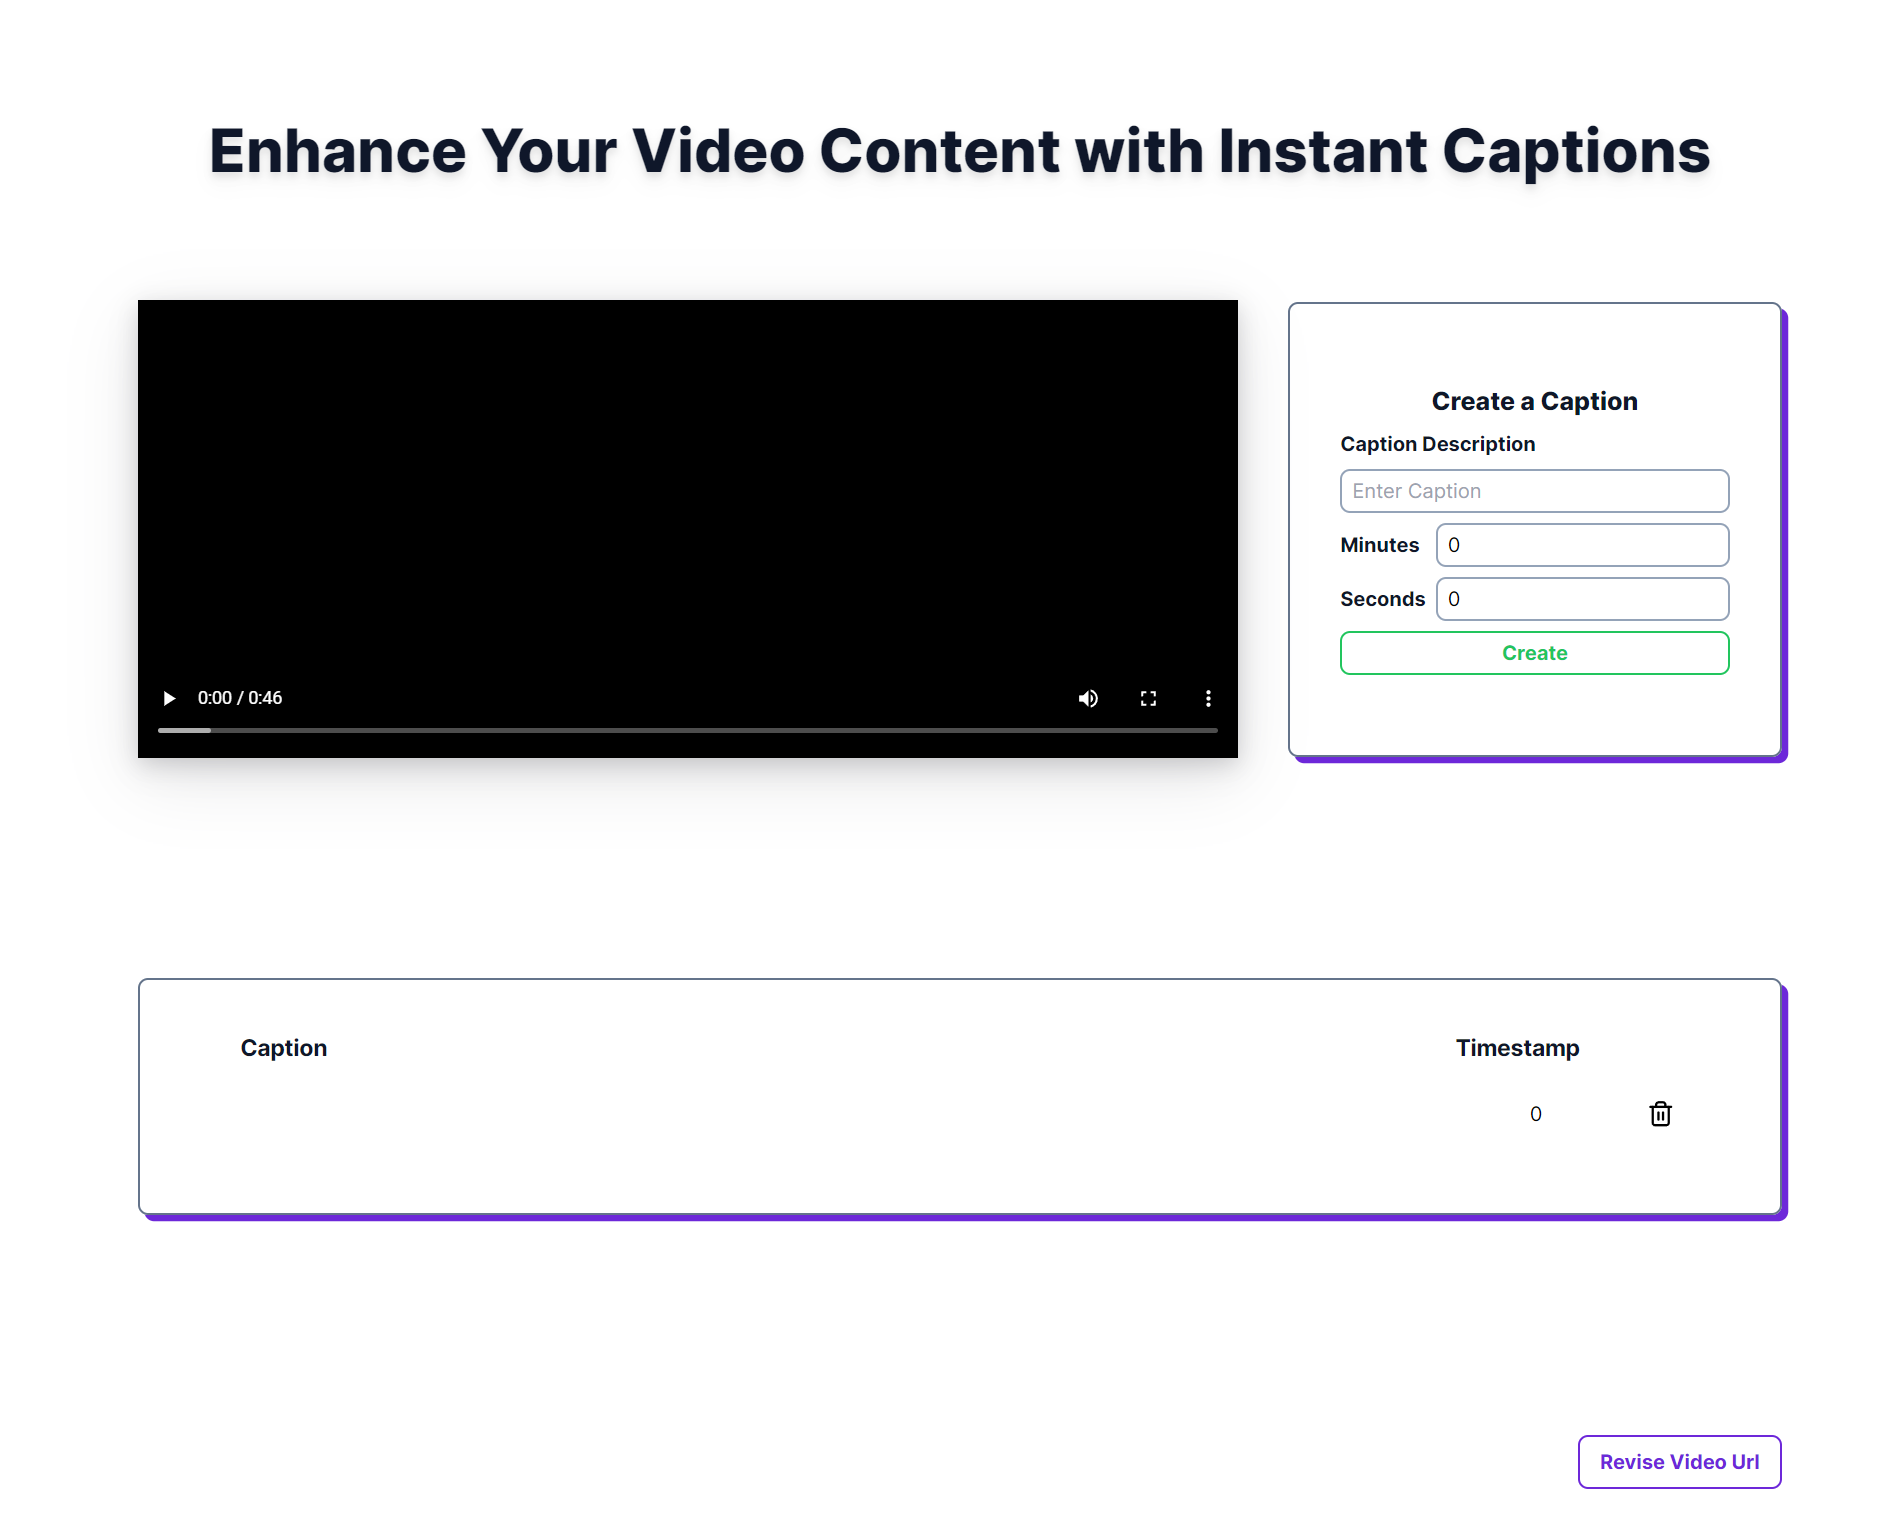 Enhance Your Video Content with Instant Captions
0:00 / 0:46
Create a Caption
Caption Description
Enter Caption
Minutes 0
Seconds 0
Create
Caption Timestamp
0
Revise Video Url